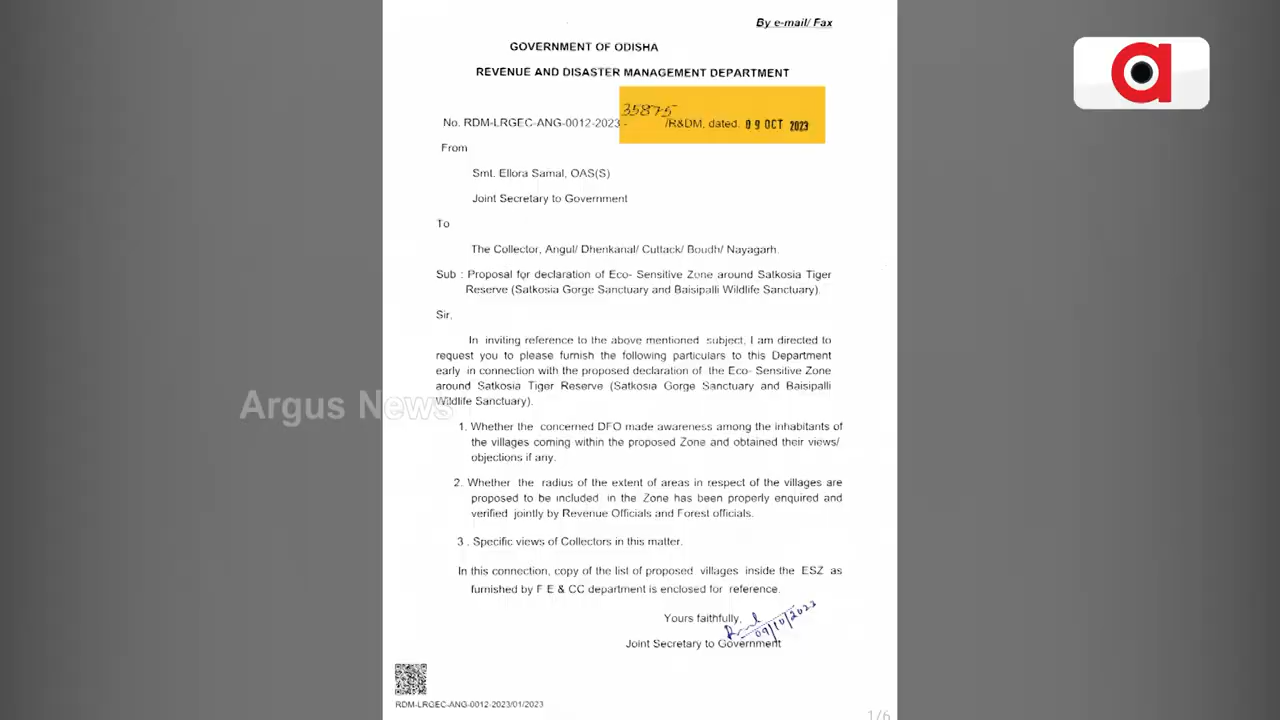 By e-mail/ Fax
GOVERNMENT OF ODISHA
REVENUE AND DISASTER MANAGEMENT DEPARTMENT
35875
No. RDM-LRGEC-ANG-0012-2023 - /R&DM, dated. 09 OCT 2023
From
Smt. Ellora Samal, OAS(S)
Joint Secretary to Government
To
The Collector, Angul/ Dhenkanal/ Cuttack/ Boudh/ Nayagarh.
Sub : Proposal for declaration of Eco- Sensitive Zone around Satkosia Tiger
Reserve (Satkosia Gorge Sanctuary and Baisipalli Wildlife Sanctuary).
Sir,
In inviting reference to the above mentioned subject, I am directed to
request you to please furnish the following particulars to this Department
early in connection with the proposed declaration of the Eco- Sensitive Zone
around Satkosia Tiger Reserve (Satkosia Gorge Sanctuary and Baisipalli
Wildlife Sanctuary).
Argus News
1. Whether the concerned DFO made awareness among the inhabitants of
the villages coming within the proposed Zone and obtained their views/
objections if any.
2. Whether the radius of the extent of areas in respect of the villages are
proposed to be included in the Zone has been properly enquired and
verified jointly by Revenue Officials and Forest officials.
3 . Specific views of Collectors in this matter.
In this connection, copy of the list of proposed villages inside the ESZ as
furnished by F E & CC department is enclosed for reference.
Yours faithfully,
09/10/2023
Joint Secretary to Government
RDM-LRGEC-ANG-0012-2023/01/2023
1/6